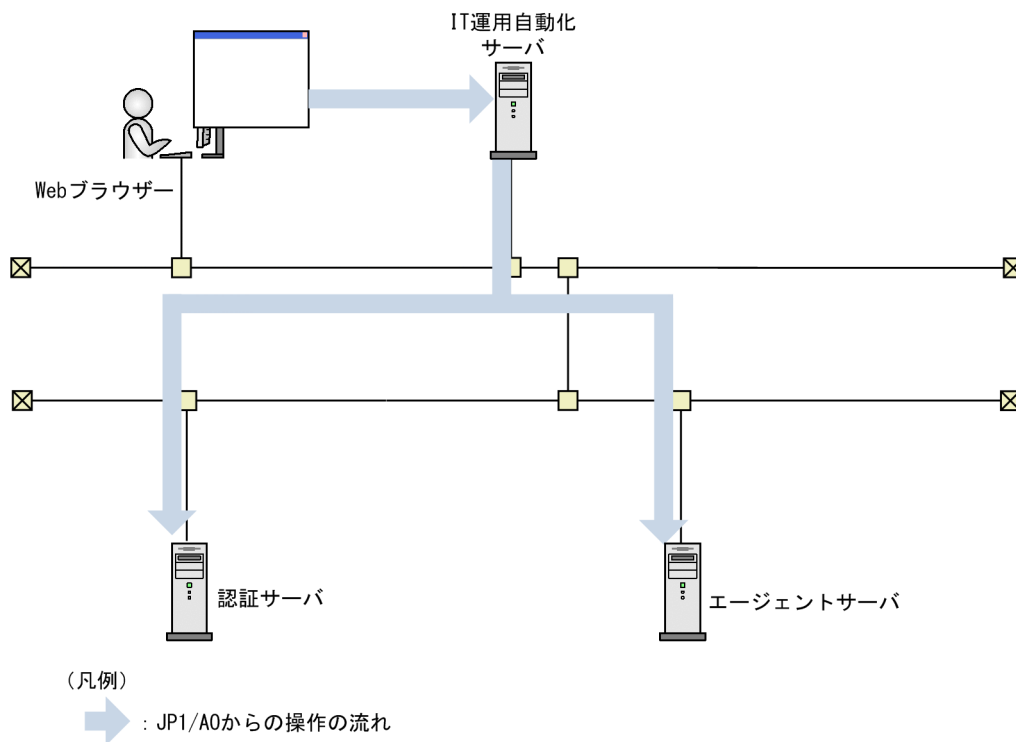 IT運用自動化
サーバ
Webブラウザー
認証サーバ
エージェントサーバ
(凡例)
：JP1/AOからの操作の流れ